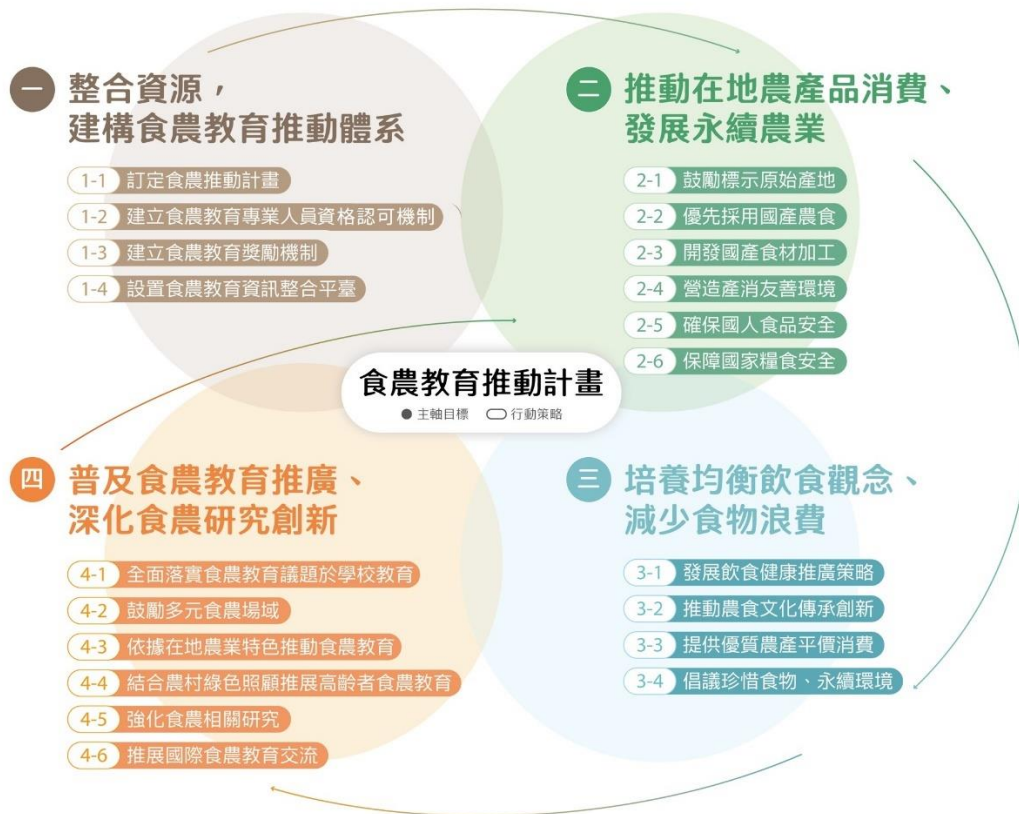 一
整合資源，
建構食農教育推動體系
1-1 訂定食農推動計畫
1-2 建立食農教育專業人員資格認可機制
1-3 建立食農教育獎勵機制
1-4 設置食農教育資訊整合平臺
二
推動在地農產品消費、
發展永續農業
2-1 鼓勵標示原始產地
2-2 優先採用國產農食
2-3 開發國產食材加工
2-4 營造產消友善環境
2-5 確保國人食品安全
2-6 保障國家糧食安全
食農教育推動計畫
主軸目標 行動策略
三
培養均衡飲食觀念、
減少食物浪費
3-1 發展飲食健康推廣策略
3-2 推動農食文化傳承創新
3-3 提供優質農產平價消費
3-4 倡議珍惜食物、永續環境
四
普及食農教育推廣、
深化食農研究創新
4-1 全面落實食農教育議題於學校教育
4-2 鼓勵多元食農場域
4-3 依據在地農業特色推動食農教育
4-4 結合農村綠色照顧推展高齡者食農教育
4-5 強化食農相關研究
4-6 推展國際食農教育交流